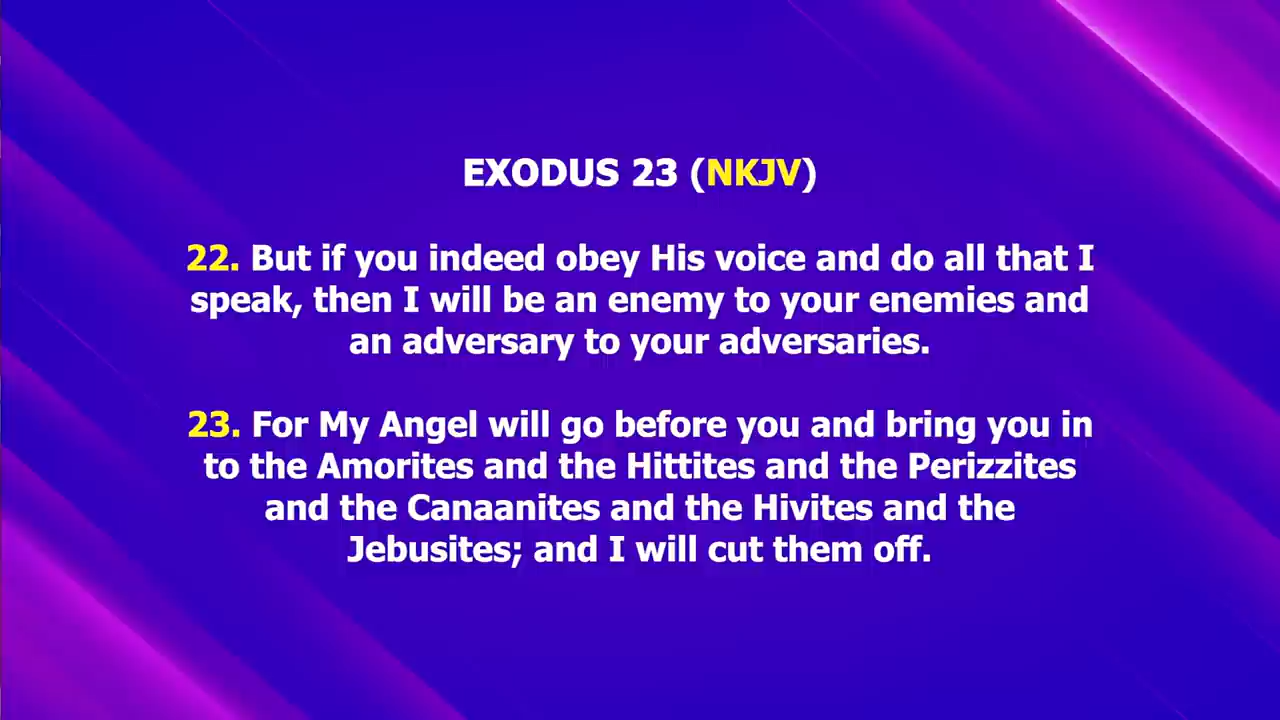 EXODUS 23 (NKJV)
22. But if you indeed obey His voice and do all that I
speak, then I will be an enemy to your enemies and
an adversary to your adversaries.
23. For My Angel will go before you and bring you in
to the Amorites and the Hittites and the Perizzites
and the Canaanites and the Hivites and the
Jebusites; and I will cut them off.